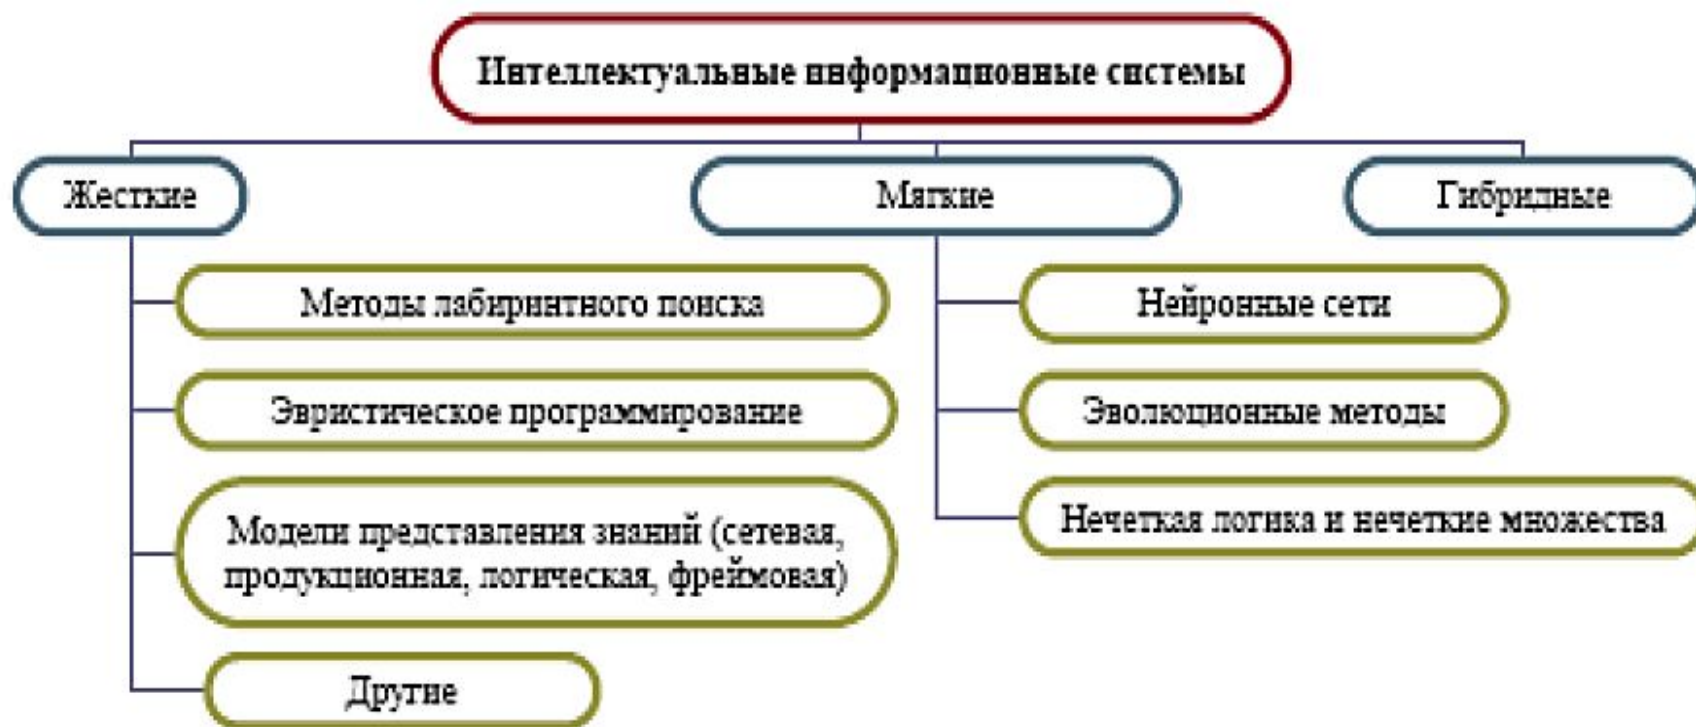 Интеллектуальные информационные системы
Жесткие
Мягкие
Гибридные
Методы лабиринтного поиска
Эвристическое программирование
Модели представления знаний (сетевая,
продукционная, логическая, фреймовая)
Другие
Нейронные сети
Эволюционные методы
Нечеткая логика и нечеткие множества